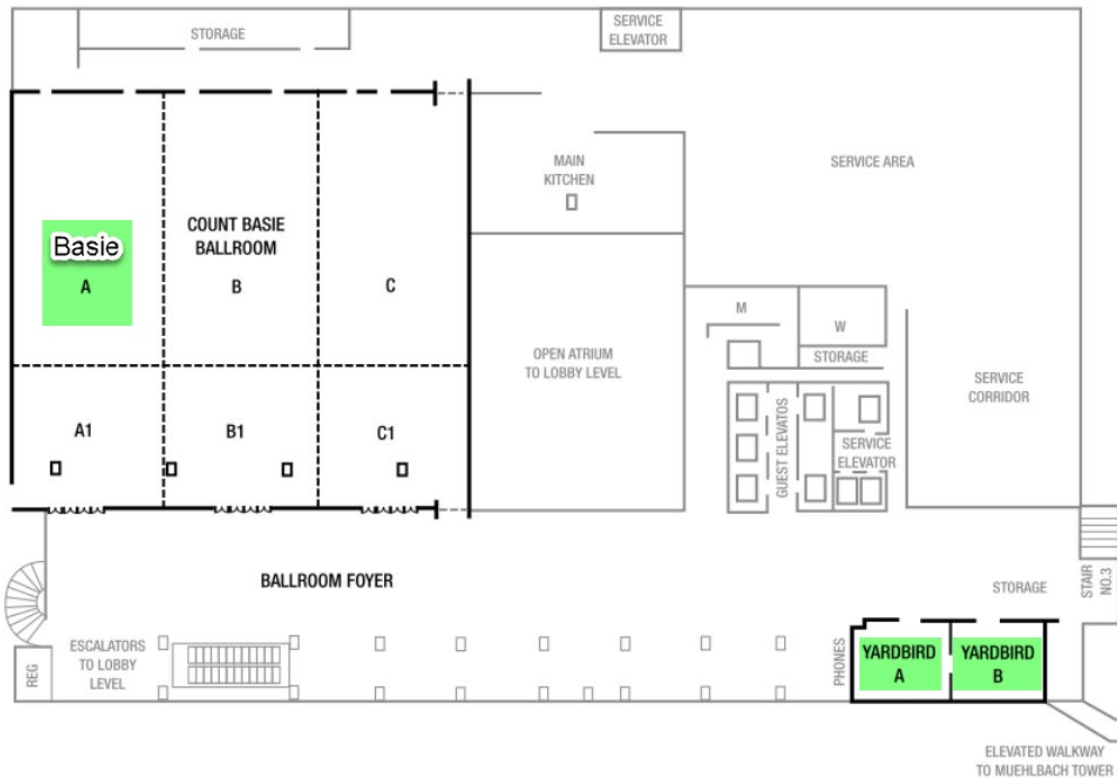 STORAGE
SERVICE
ELEVATOR
MAIN
KITCHEN
SERVICE AREA
COUNT BASIE
BALLROOM
Basie
A
B
C
OPEN ATRIUM
TO LOBBY LEVEL
M
W
STORAGE
SERVICE
CORRIDOR
A1
B1
C1
GUEST ELEVATOS
SERVICE
ELEVATOR
BALLROOM FOYER
STORAGE
STAIR
NO.3
REG
ESCALATORS
TO LOBBY
LEVEL
PHONES
YARDBIRD
A
YARDBIRD
B
ELEVATED WALKWAY
TO MUEHLBACH TOWER